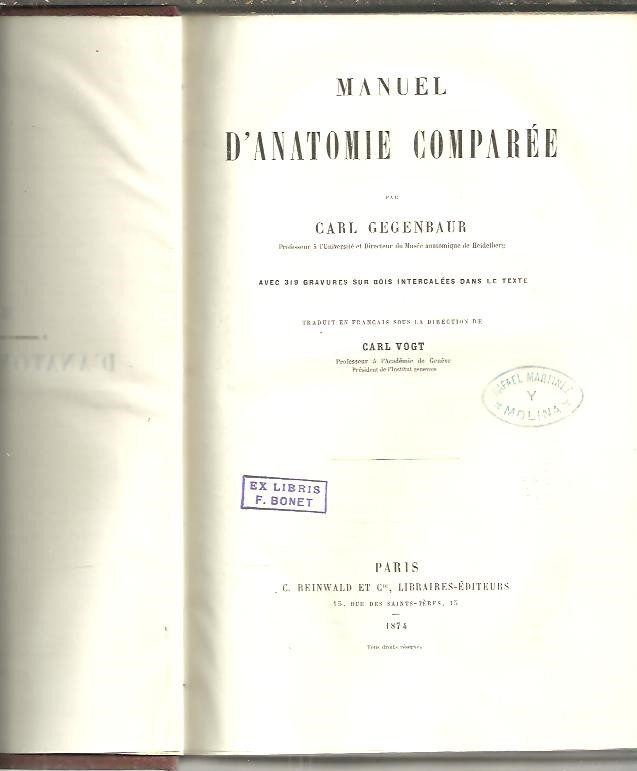 MANUEL
D'ANATOMIE COMPARÉE
PAR
CARL GEGENBAUR
Professeur à l'Université et Directeur du Musée anatomique de Heidelberg
AVEC 319 GRAVURES SUR BOIS INTERCALÉES DANS LE TEXTE
TRADUIT EN FRANÇAIS SOUS LA DIRECTION DE
CARL VOGT
Professeur à l'Académie de Genève
Président de l'Institut genevois
RAFAEL MARTINEZ
Y
MOLINA
EX LIBRIS
F. BONET
PARIS
C. REINWALD ET Cie, LIBRAIRES-ÉDITEURS
15, RUE DES SAINTS-PÈRES, 15
1874
Tous droits réservés